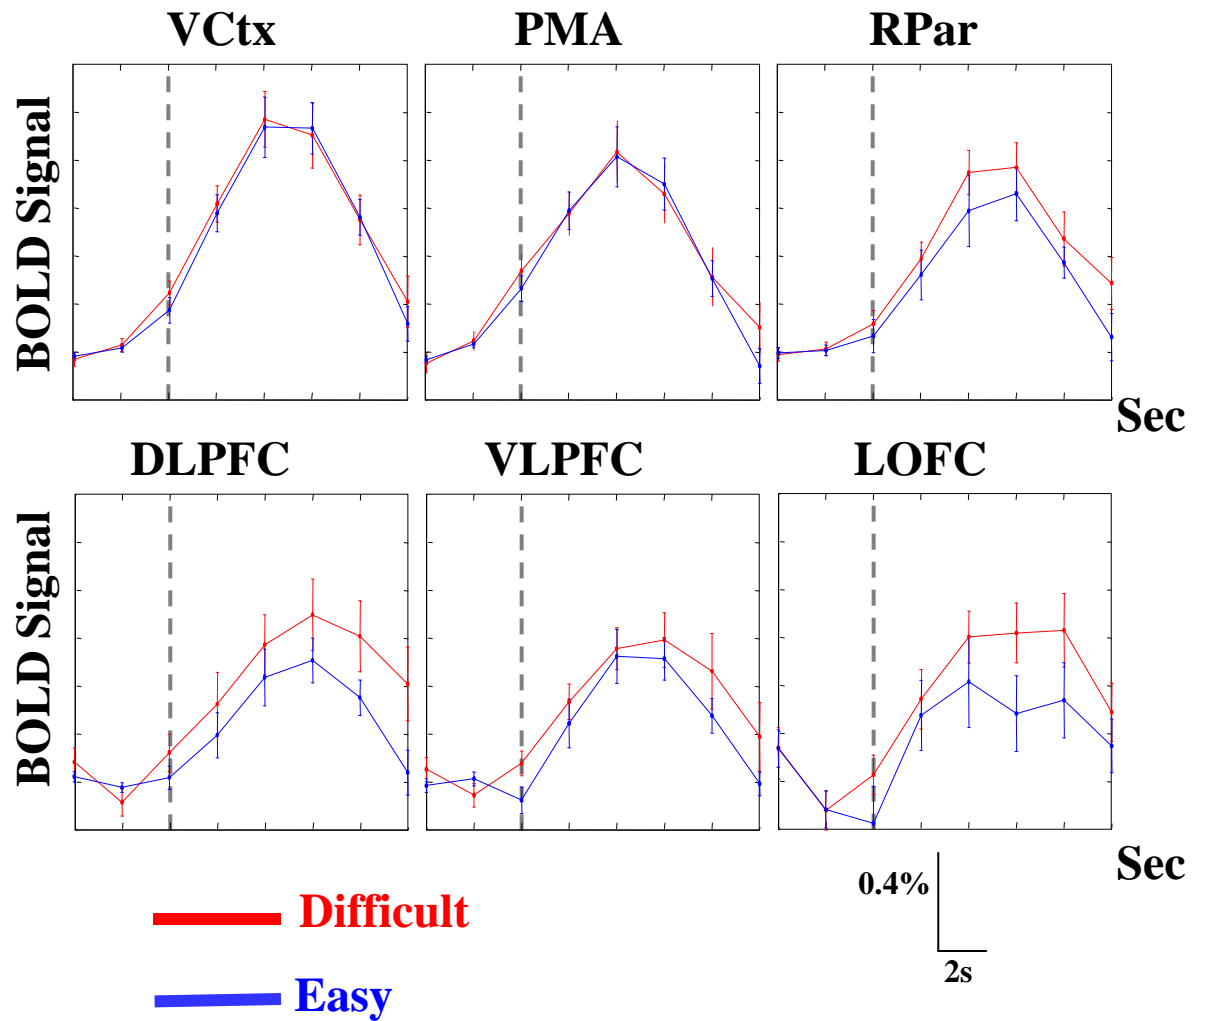 VCtx PMA RPar
BOLD Signal
Sec
DLPFC VLPFC LOFC
BOLD Signal
Sec
0.4%
2s
Difficult
Easy